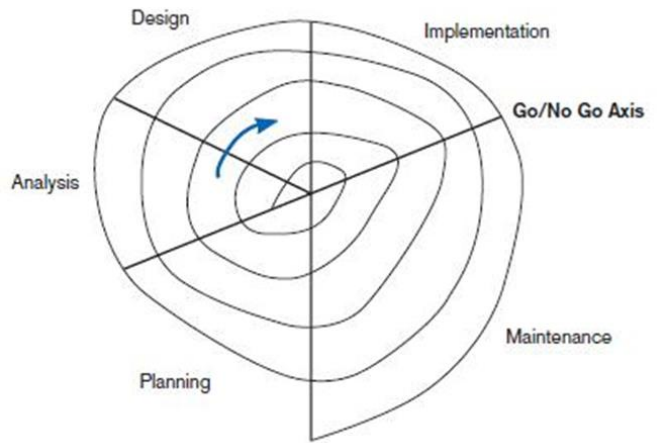 Design
Implementation
Go/No Go Axis
Analysis
Maintenance
Planning